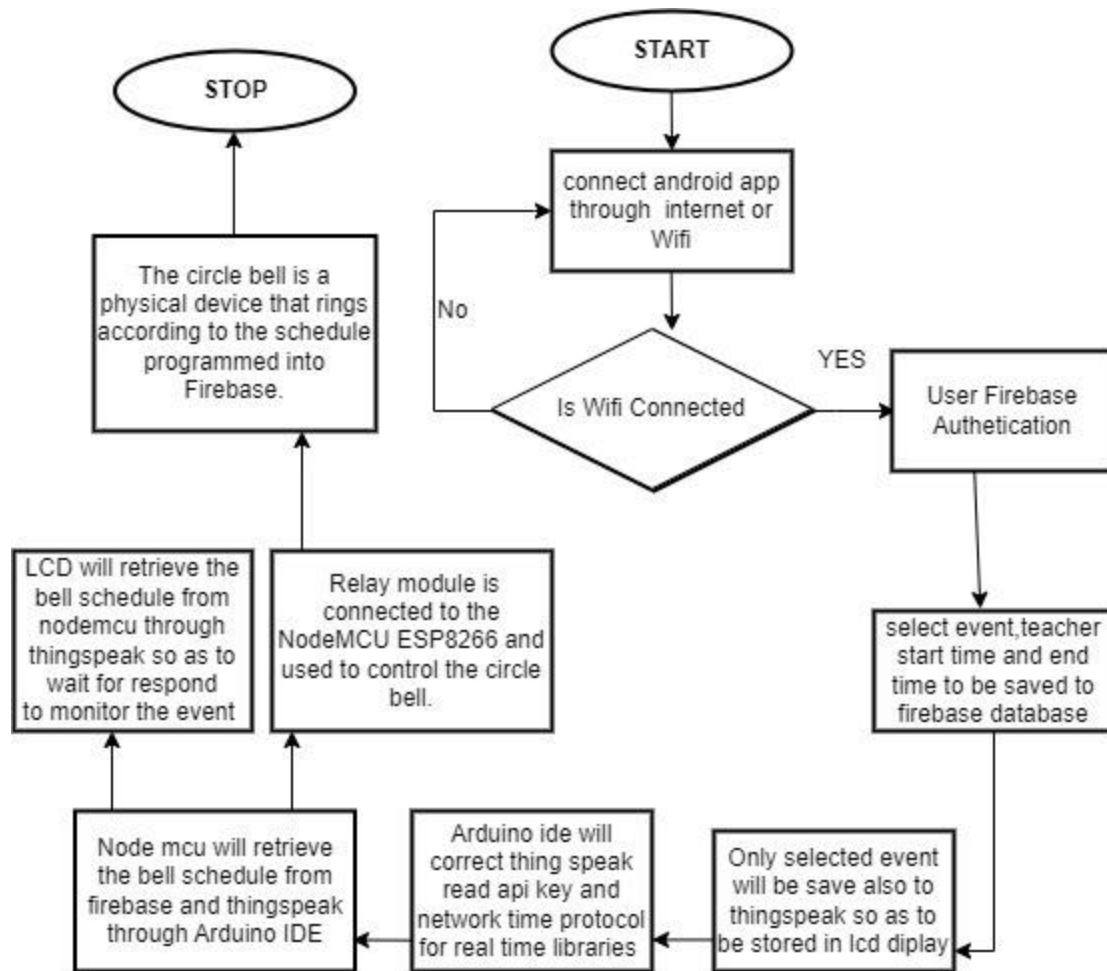 START
connect android app
through internet or
Wifi
No
Is Wifi Connected
YES
User Firebase
Authetication
select event,teacher
start time and end
time to be saved to
firebase database
Only selected event
will be save also to
thingspeak so as to
be stored in lcd diplay
Arduino ide will
correct thing speak
read api key and
network time protocol
for real time libraries
Node mcu will retrieve
the bell schedule from
firebase and thingspeak
through Arduino IDE
LCD will retrieve the
bell schedule from
nodemcu through
thingspeak so as to
wait for respond
to monitor the event
Relay module is
connected to the
NodeMCU ESP8266 and
used to control the circle
bell.
The circle bell is a
physical device that rings
according to the schedule
programmed into
Firebase.
STOP